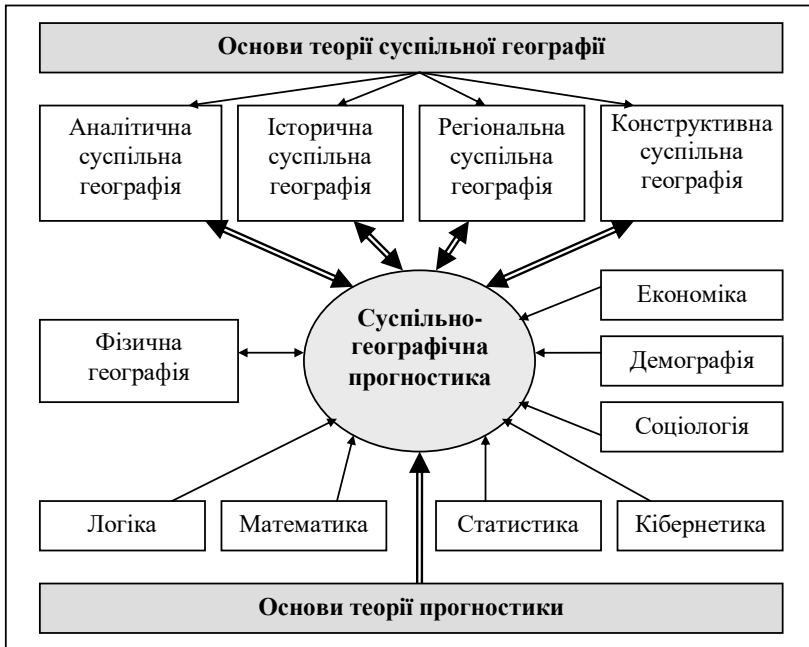 Основи теорії суспільної географії
Аналітична
суспільна
географія
Історична
суспільна
географія
Регіональна
суспільна
географія
Конструктивна
суспільна
географія
Суспільно-
географічна
прогностика
Фізична
географія
Економіка
Демографія
Соціологія
Логіка
Математика
Статистика
Кібернетика
Основи теорії прогностики